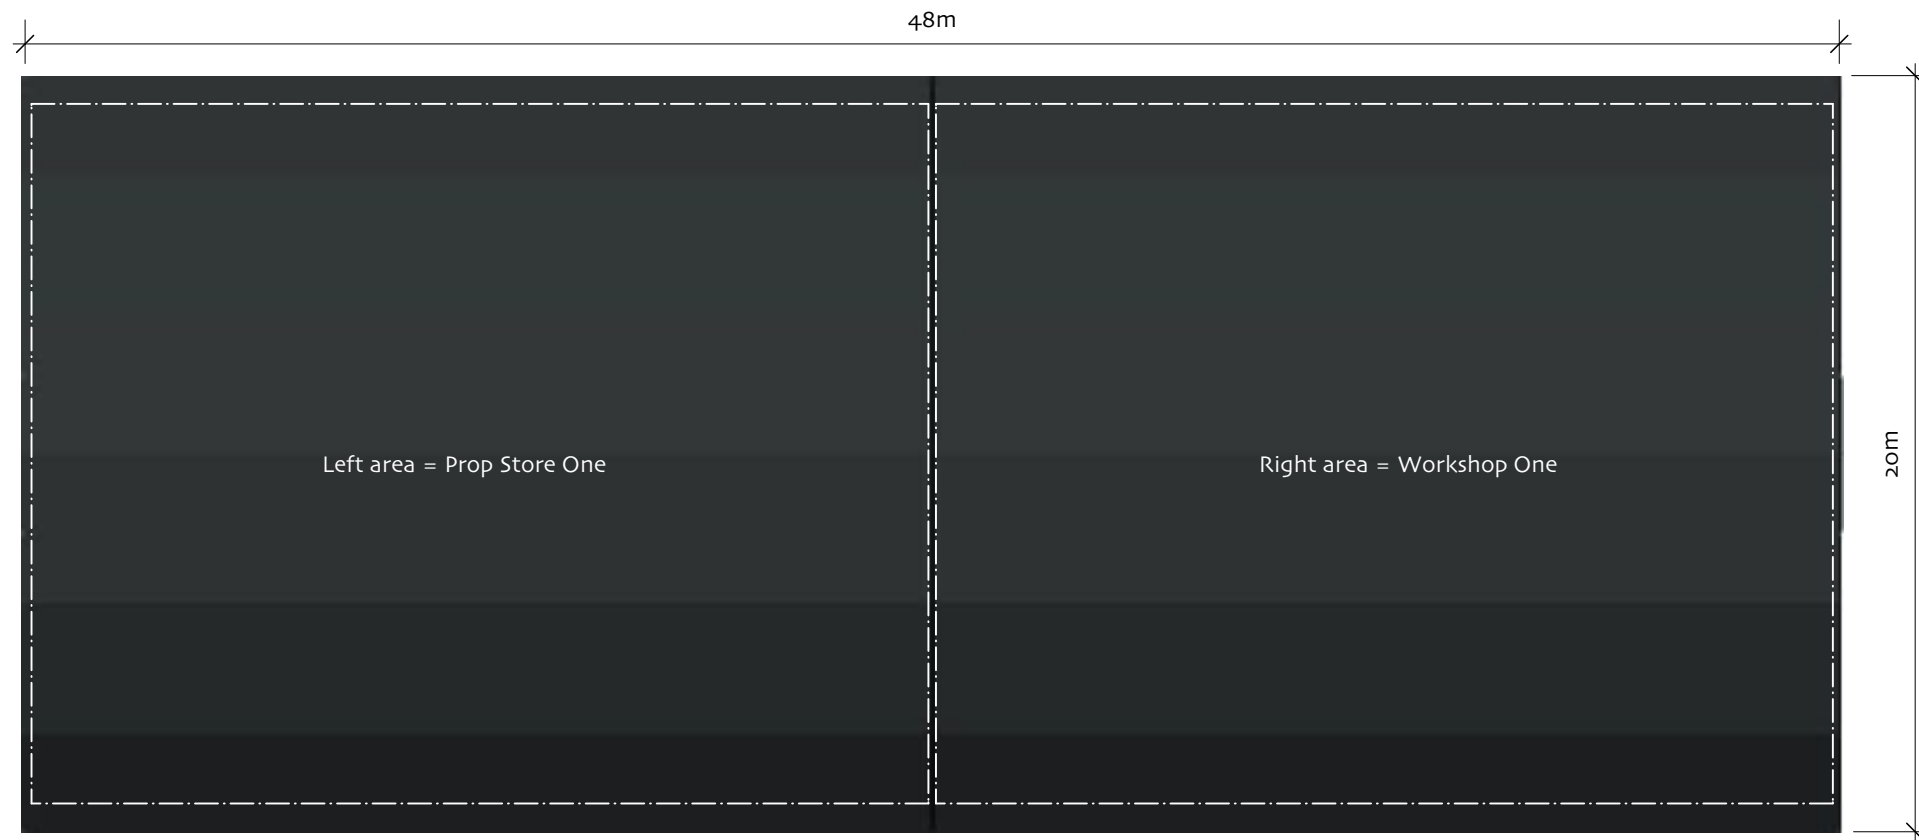 48m
Left area = Prop Store One
Right area = Workshop One
20m